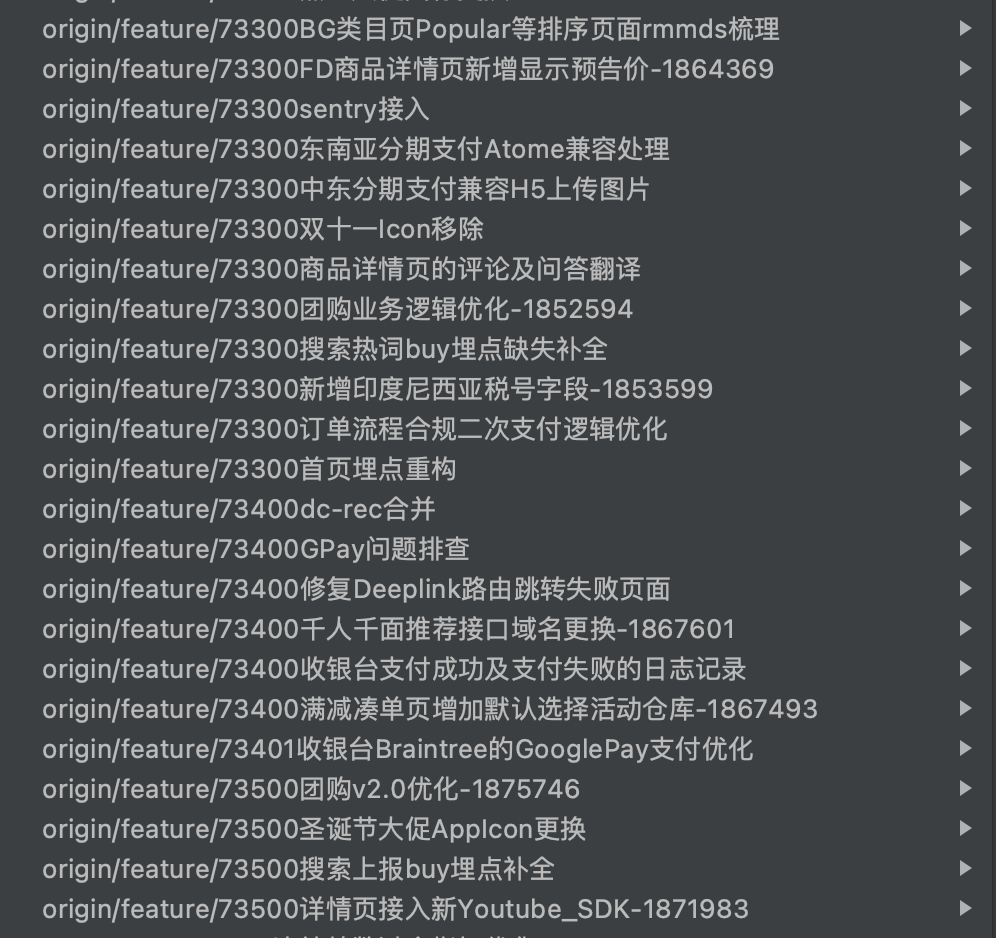 origin/feature/73300BG类目页Popular等排序页面rmmds梳理
origin/feature/73300FD商品详情页新增显示预告价-1864369
origin/feature/73300sentry接入
origin/feature/73300东南亚分期支付Atome兼容处理
origin/feature/73300中东分期支付兼容H5上传图片
origin/feature/73300双十一Icon移除
origin/feature/73300商品详情页的评论及问答翻译
origin/feature/73300团购业务逻辑优化-1852594
origin/feature/73300搜索热词buy埋点缺失补全
origin/feature/73300新增印度尼西亚税号字段-1853599
origin/feature/73300订单流程合规二次支付逻辑优化
origin/feature/73300首页埋点重构
origin/feature/73400dc-rec合并
origin/feature/73400GPay问题排查
origin/feature/73400修复Deeplink路由跳转失败页面
origin/feature/73400千人千面推荐接口域名更换-1867601
origin/feature/73400收银台支付成功及支付失败的日志记录
origin/feature/73400满减凑单页增加默认选择活动仓库-1867493
origin/feature/73401收银台Braintree的GooglePay支付优化
origin/feature/73500团购v2.0优化-1875746
origin/feature/73500圣诞节大促AppIcon更换
origin/feature/73500搜索上报buy埋点补全
origin/feature/73500详情页接入新Youtube_SDK-1871983